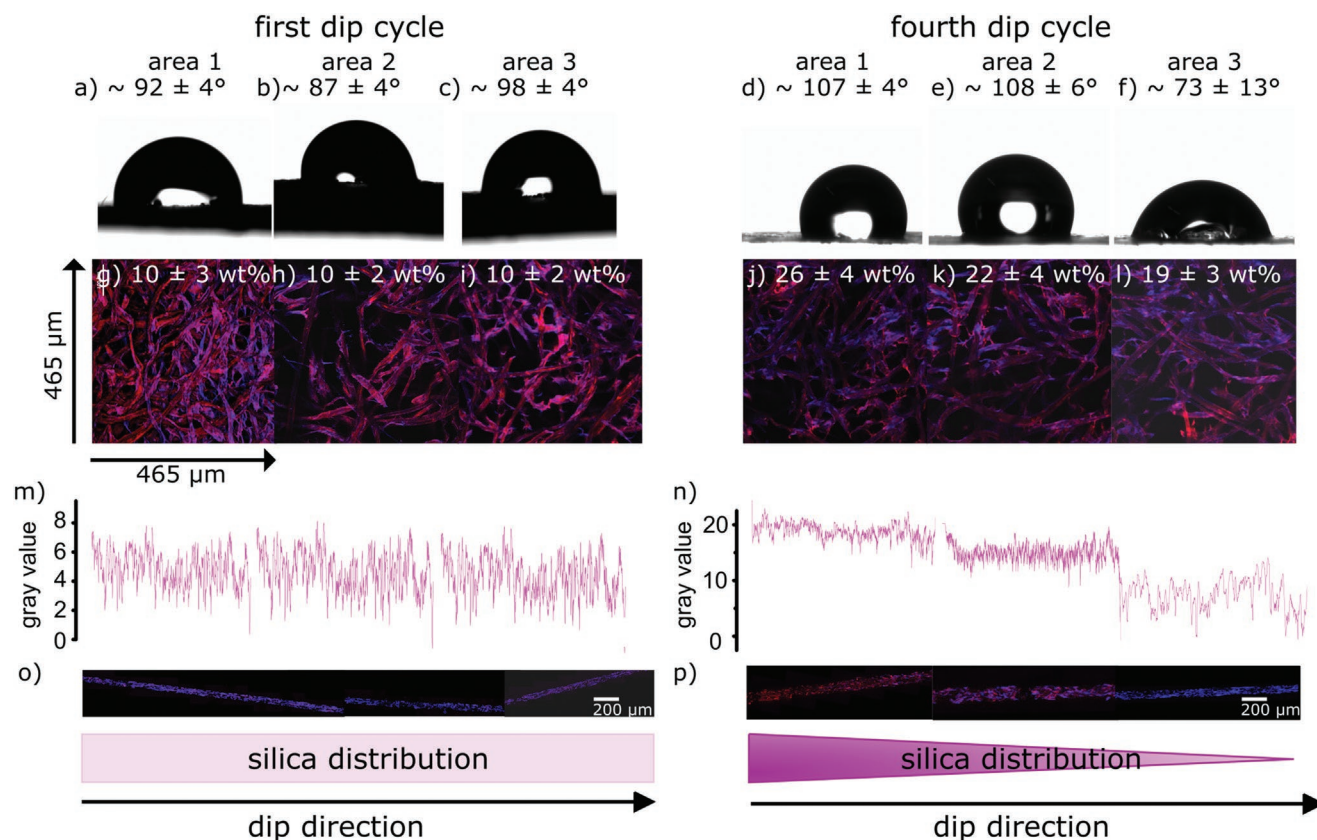 first dip cycle
fourth dip cycle
area 1
area 2
area 3
a) ~ 92 ± 4°
b)~ 87 ± 4°
c) ~ 98 ± 4°
area 1
area 2
area 3
d) ~ 107 ± 4°
e) ~ 108 ± 6°
f) ~ 73 ± 13°
g) 10 ± 3 wt%
h) 10 ± 2 wt%
i) 10 ± 2 wt%
j) 26 ± 4 wt%
k) 22 ± 4 wt%
l) 19 ± 3 wt%
465 µm
465 µm
m)
gray value
8
6
4
2
0
n)
gray value
20
10
0
o)
200 µm
p)
200 µm
silica distribution
silica distribution
dip direction
dip direction